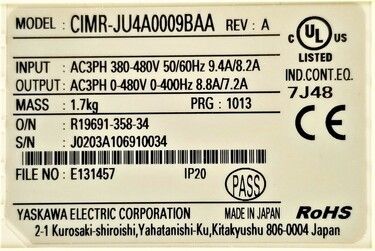 MODEL : CIMR-JU4A0009BAA REV : A
c UL US
LISTED
IND.CONT.EQ.
7J48
INPUT : AC3PH 380-480V 50/60Hz 9.4A/8.2A
OUTPUT : AC3PH 0-480V 0-400Hz 8.8A/7.2A
MASS : 1.7kg PRG : 1013
O/N : R19691-358-34
S/N : J0203A106910034
CE
FILE NO : E131457 IP20
PASS
YASKAWA ELECTRIC CORPORATION MADE IN JAPAN RoHS
2-1 Kurosaki-shiroishi,Yahatanishi-Ku,Kitakyushu 806-0004 Japan